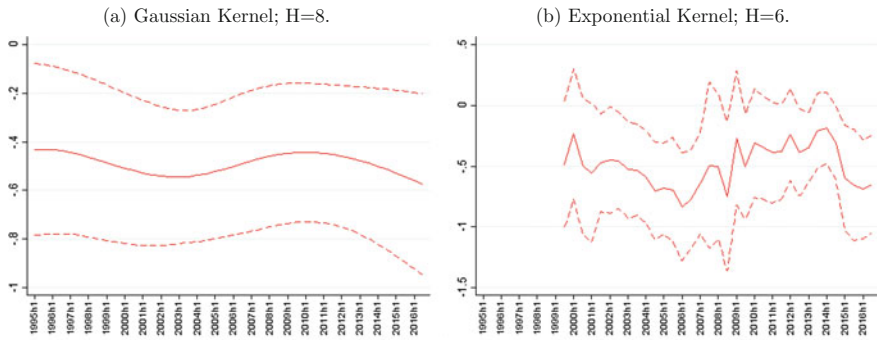 (a) Gaussian Kernel; H=8.
(b) Exponential Kernel; H=6.
0
-.2
-.4
-.6
-.8
-1
1995h1
1996h1
1997h1
1998h1
1999h1
2000h1
2001h1
2002h1
2003h1
2004h1
2005h1
2006h1
2007h1
2008h1
2009h1
2010h1
2011h1
2012h1
2013h1
2014h1
2015h1
2016h1
.5
0
-.5
-1
-1.5
1995h1
1996h1
1997h1
1998h1
1999h1
2000h1
2001h1
2002h1
2003h1
2004h1
2005h1
2006h1
2007h1
2008h1
2009h1
2010h1
2011h1
2012h1
2013h1
2014h1
2015h1
2016h1